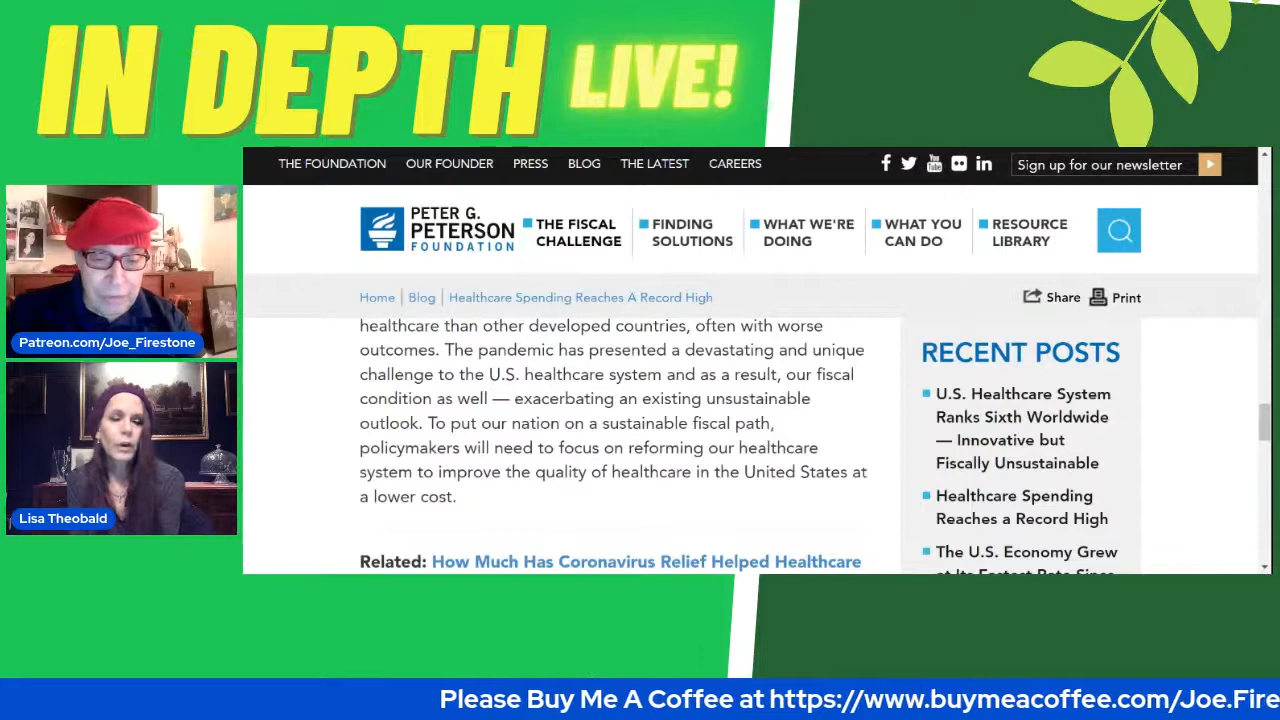 IN DEPTH LIVE!
THE FOUNDATION OUR FOUNDER PRESS BLOG THE LATEST CAREERS
You Tube
in
Sign up for our newsletter
PETER G.
PETERSON
FOUNDATION
THE FISCAL
CHALLENGE
FINDING
SOLUTIONS
WHAT WE'RE
DOING
WHAT YOU
CAN DO
RESOURCE
LIBRARY
Home Blog Healthcare Spending Reaches A Record High
Share Print
healthcare than other developed countries, often with worse
outcomes. The pandemic has presented a devastating and unique
challenge to the U.S. healthcare system and as a result, our fiscal
condition as well — exacerbating an existing unsustainable
outlook. To put our nation on a sustainable fiscal path,
policymakers will need to focus on reforming our healthcare
system to improve the quality of healthcare in the United States at
a lower cost.
Related: How Much Has Coronavirus Relief Helped Healthcare
RECENT POSTS
U.S. Healthcare System
Ranks Sixth Worldwide
— Innovative but
Fiscally Unsustainable
Healthcare Spending
Reaches a Record High
The U.S. Economy Grew
at Its Fastest Rate Since
Patreon.com/Joe_Firestone
Lisa Theobald
Please Buy Me A Coffee at https://www.buymeacoffee.com/Joe.Fire